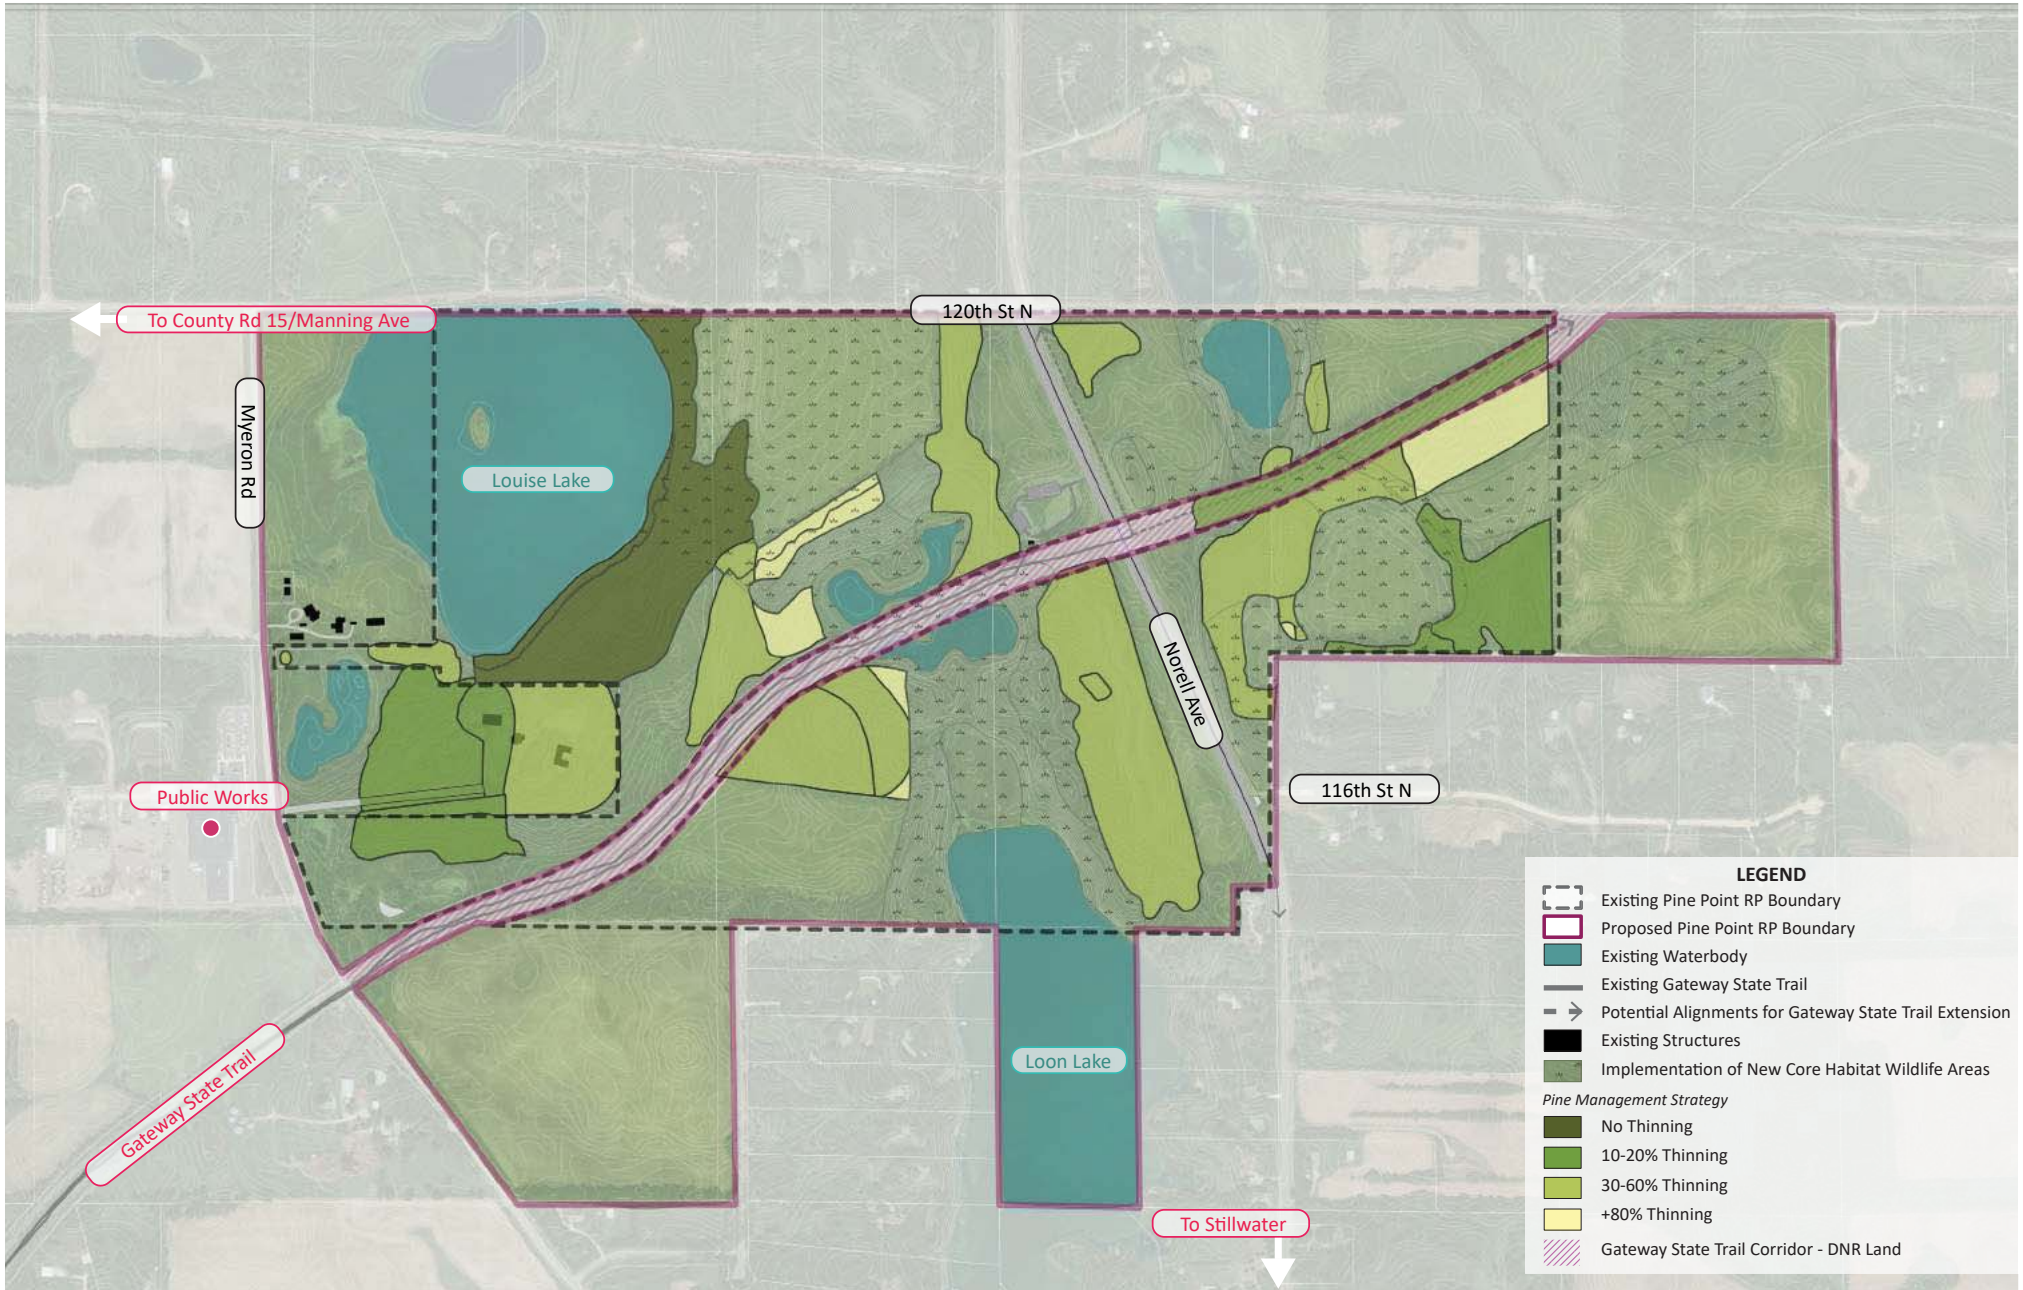 To County Rd 15/Manning Ave
120th St N
Myeron Rd
Louise Lake
Norell Ave
Public Works
116th St N
Loon Lake
Gateway State Trail
To Stillwater
LEGEND
Existing Pine Point RP Boundary
Proposed Pine Point RP Boundary
Existing Waterbody
Existing Gateway State Trail
Potential Alignments for Gateway State Trail Extension
Existing Structures
Implementation of New Core Habitat Wildlife Areas
Pine Management Strategy
No Thinning
10-20% Thinning
30-60% Thinning
+80% Thinning
Gateway State Trail Corridor - DNR Land